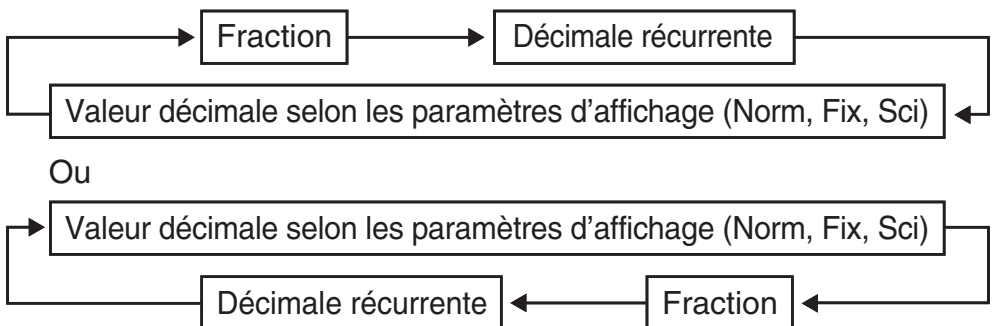 Fraction
Décimale récurrente
Valeur décimale selon les paramètres d'affichage (Norm, Fix, Sci)
Ou
Valeur décimale selon les paramètres d'affichage (Norm, Fix, Sci)
Décimale récurrente
Fraction